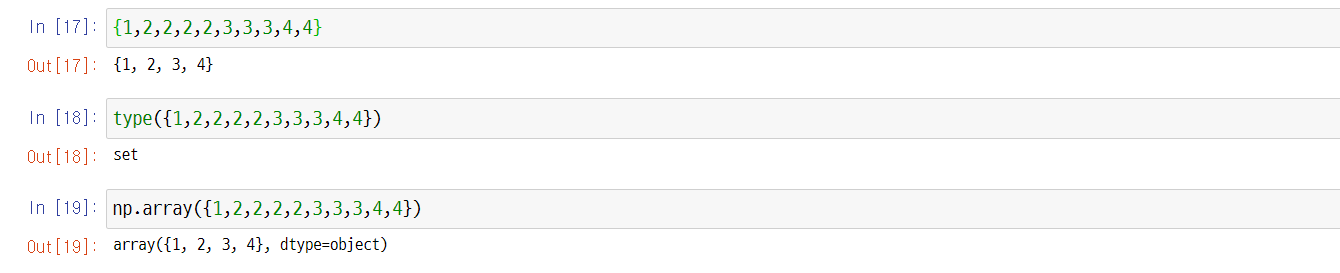 In [17]: {1,2,2,2,2,3,3,3,4,4}
Out[17]: {1, 2, 3, 4}
In [18]: type({1,2,2,2,2,3,3,3,4,4})
Out[18]: set
In [19]: np.array({1,2,2,2,2,3,3,3,4,4})
Out[19]: array({1, 2, 3, 4}, dtype=object)